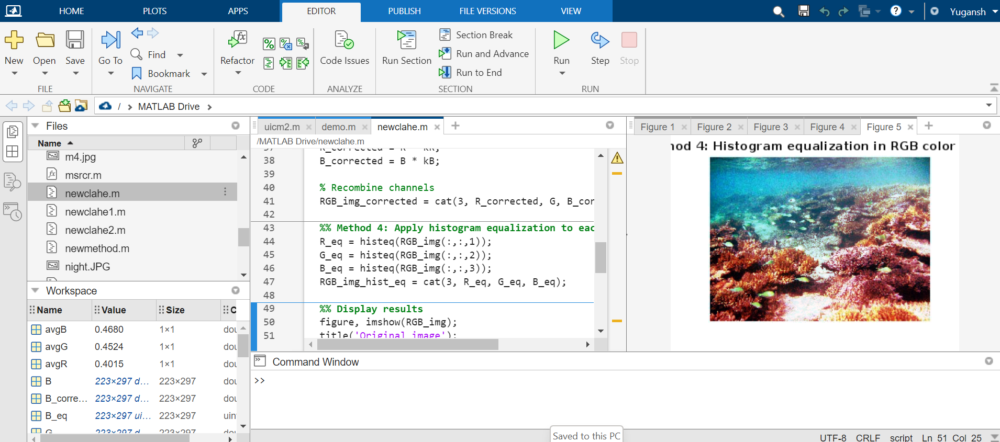 HOME PLOTS APPS EDITOR PUBLISH FILE VERSIONS VIEW Yugansh
New Open Save Go To Find Bookmark Refactor Code Issues Run Section Section Break Run and Advance Run to End Run Step Stop
FILE NAVIGATE CODE ANALYZE SECTION RUN
/ > MATLAB Drive >
Files
Name
m4.jpg
msrcr.m
newclahe.m
newclahe1.m
newclahe2.m
newmethod.m
night.JPG
Workspace
Name Value Size C
avgB 0.4680 1×1 dou
avgG 0.4524 1×1 dou
avgR 0.4015 1×1 dou
B 223×297 d... 223×297 dou
B_corre... 223×297 d... 223×297 dou
B_eq 223×297 ui... 223×297 uin
G 223×297 d 223×297 dou
uicm2.m demo.m newclahe.m
/MATLAB Drive/newclahe.m
37 R_corrected = R * kR;
38 B_corrected = B * kB;
39
40 % Recombine channels
41 RGB_img_corrected = cat(3, R_corrected, G, B_cor
42
43 %% Method 4: Apply histogram equalization to eac
44 R_eq = histeq(RGB_img(:,:,1));
45 G_eq = histeq(RGB_img(:,:,2));
46 B_eq = histeq(RGB_img(:,:,3));
47 RGB_img_hist_eq = cat(3, R_eq, G_eq, B_eq);
48
49 %% Display results
50 figure, imshow(RGB_img);
51 title('Original image');
Figure 1 Figure 2 Figure 3 Figure 4 Figure 5
hod 4: Histogram equalization in RGB color
Command Window
>>
Saved to this PC
UTF-8 CRLF script Ln 51 Col 25